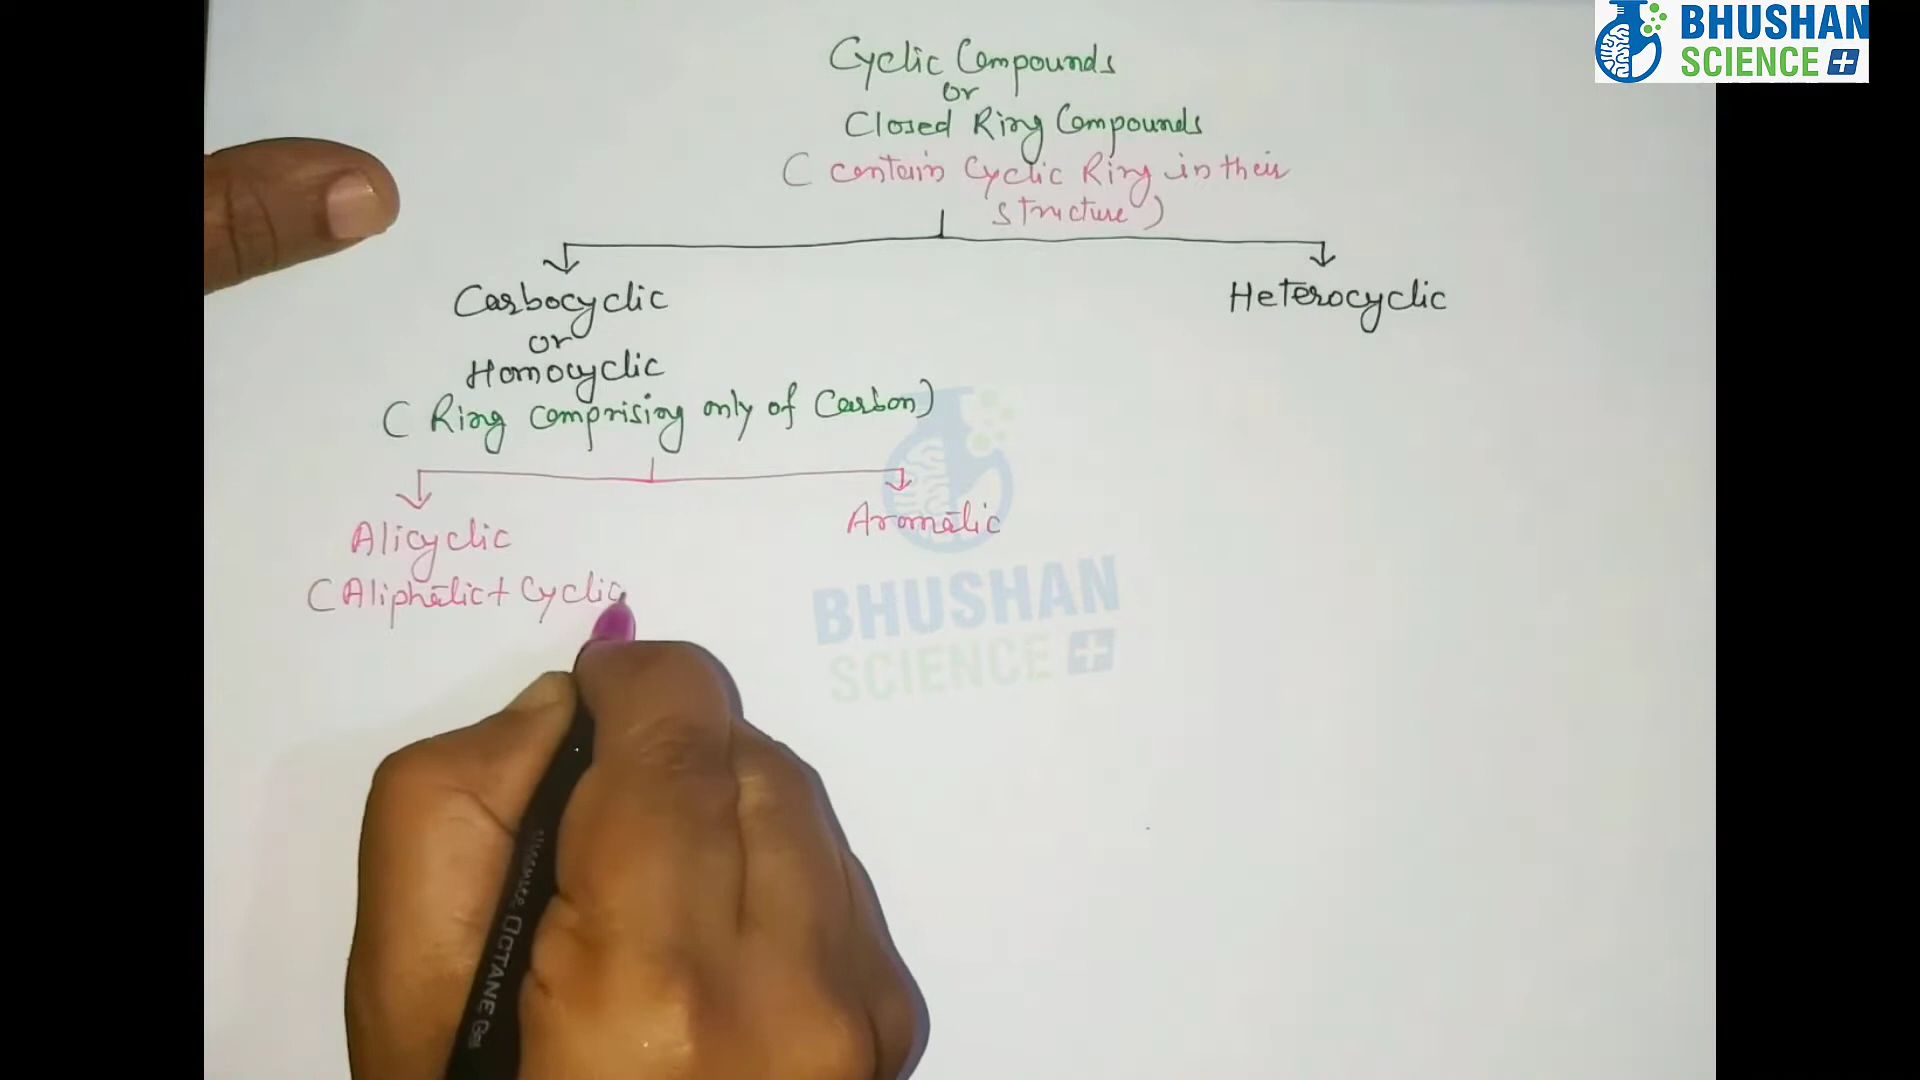 BHUSHAN
SCIENCE +
Cyclic Compounds
or
Closed Ring Compounds
( contain Cyclic Ring in their
structure )
Carbocyclic
or
Homocyclic
( Ring comprising only of Carbon )
Heterocyclic
Alicyclic
( Aliphatic + Cyclic
Aromatic
BHUSHAN
SCIENCE +
OCTANE Gel